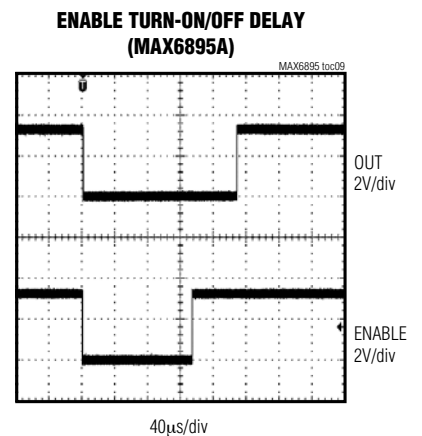 ENABLE TURN-ON/OFF DELAY
(MAX6895A)
MAX6895 toc09
OUT
2V/div
ENABLE
2V/div
40µs/div